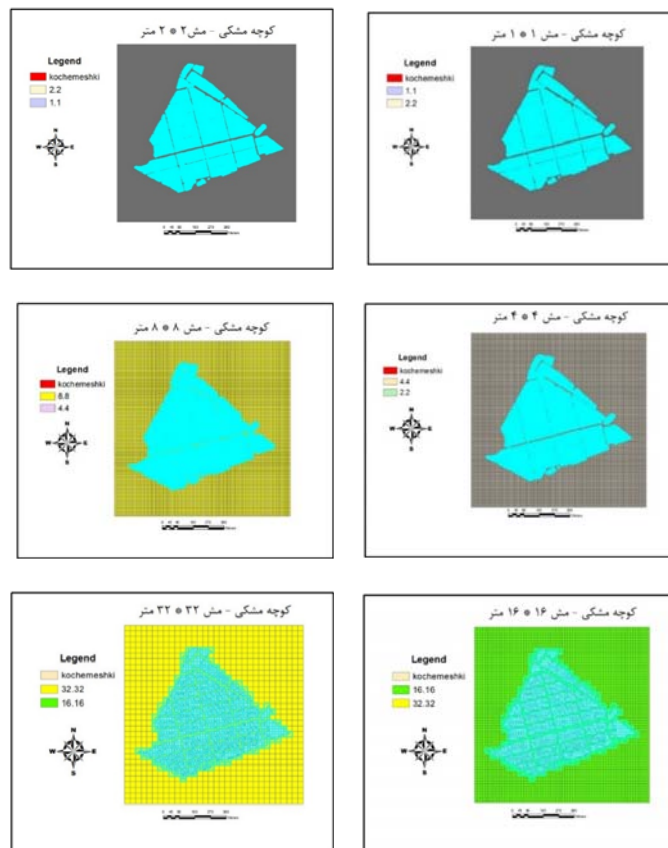 کوچه مشکی - مش ۱ * ۱ متر
Legend
kochemeshki
1.1
2.2
N
W E
S
کوچه مشکی - مش ۲ * ۲ متر
Legend
kochemeshki
2.2
1.1
N
W E
S
کوچه مشکی - مش ۴ * ۴ متر
Legend
kochemeshki
4.4
2.2
N
W E
S
کوچه مشکی - مش ۸ * ۸ متر
Legend
kochemeshki
8.8
4.4
N
W E
S
کوچه مشکی - مش ۱۶ * ۱۶ متر
Legend
kochemeshki
16.16
32.32
N
W E
S
کوچه مشکی - مش ۳۲ * ۳۲ متر
Legend
kochemeshki
32.32
16.16
N
W E
S